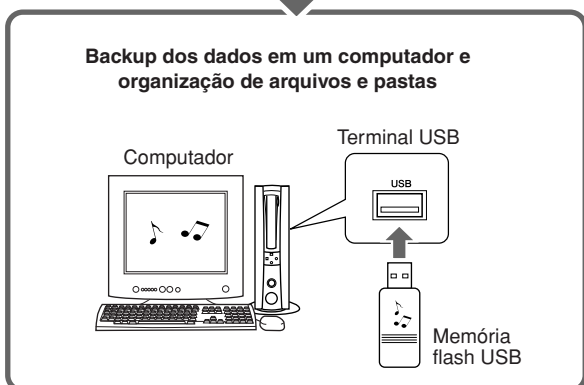 Backup dos dados em um computador e
organização de arquivos e pastas
Terminal USB
Computador
USB
Memória
flash USB